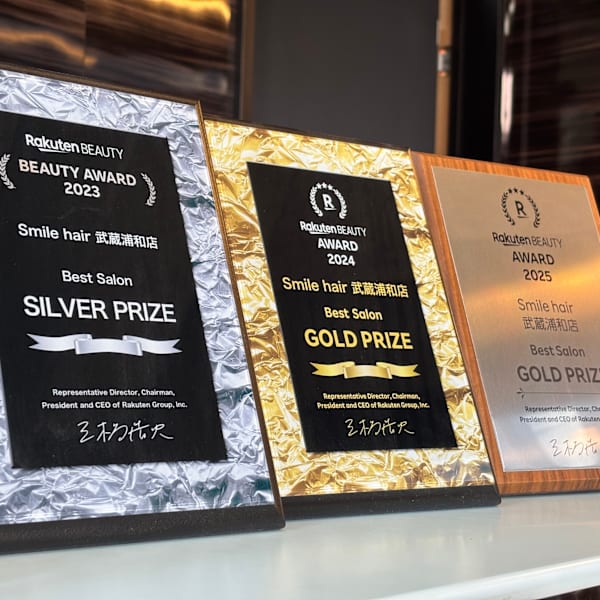 Rakuten BEAUTY
BEAUTY AWARD
2023
Smile hair 武蔵浦和店
Best Salon
SILVER PRIZE
Representative Director, Chairman,
President and CEO of Rakuten Group, Inc.
R
Rakuten BEAUTY
AWARD
2024
Smile hair 武蔵浦和店
Best Salon
GOLD PRIZE
Representative Director, Chairman,
President and CEO of Rakuten Group, Inc.
R
Rakuten BEAUTY
AWARD
2025
Smile hair
武蔵浦和店
Best Salon
GOLD PRIZE
Representative Director,
President and CEO of Rakuten